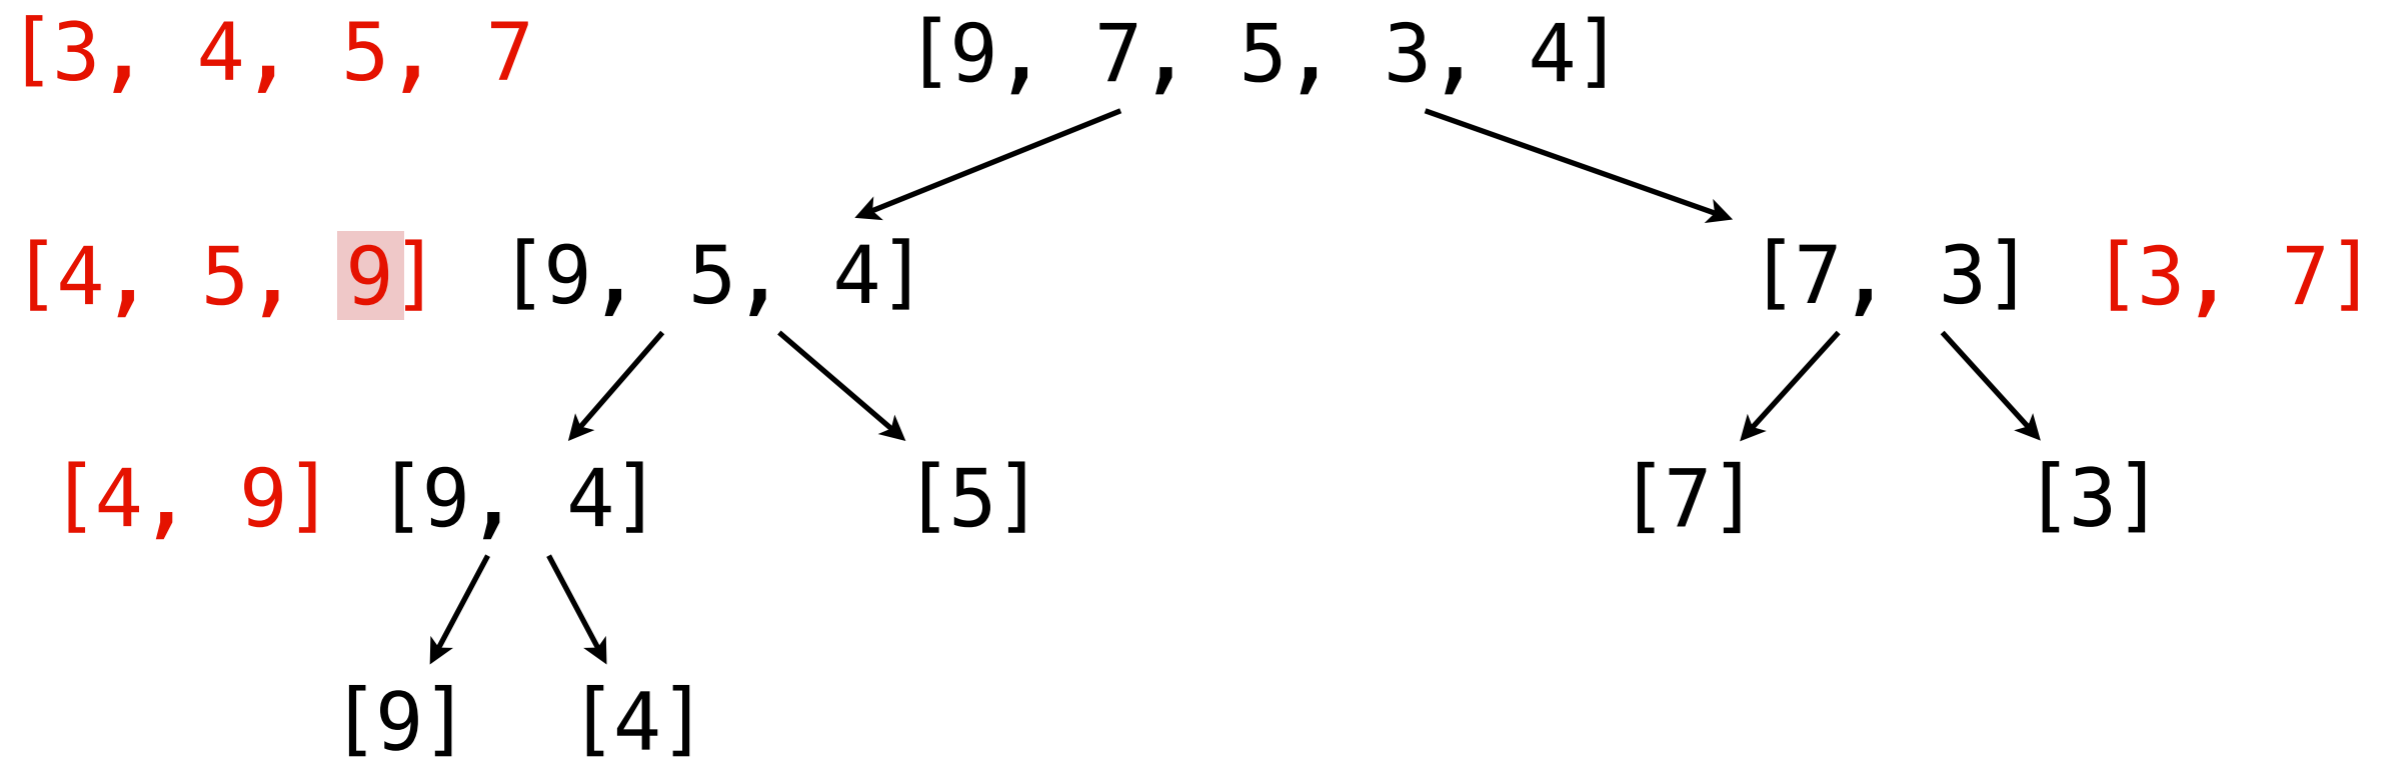 [3, 4, 5, 7 [9, 7, 5, 3, 4]
[4, 5, 9] [9, 5, 4] [7, 3] [3, 7]
[4, 9] [9, 4] [5] [7] [3]
[9] [4]